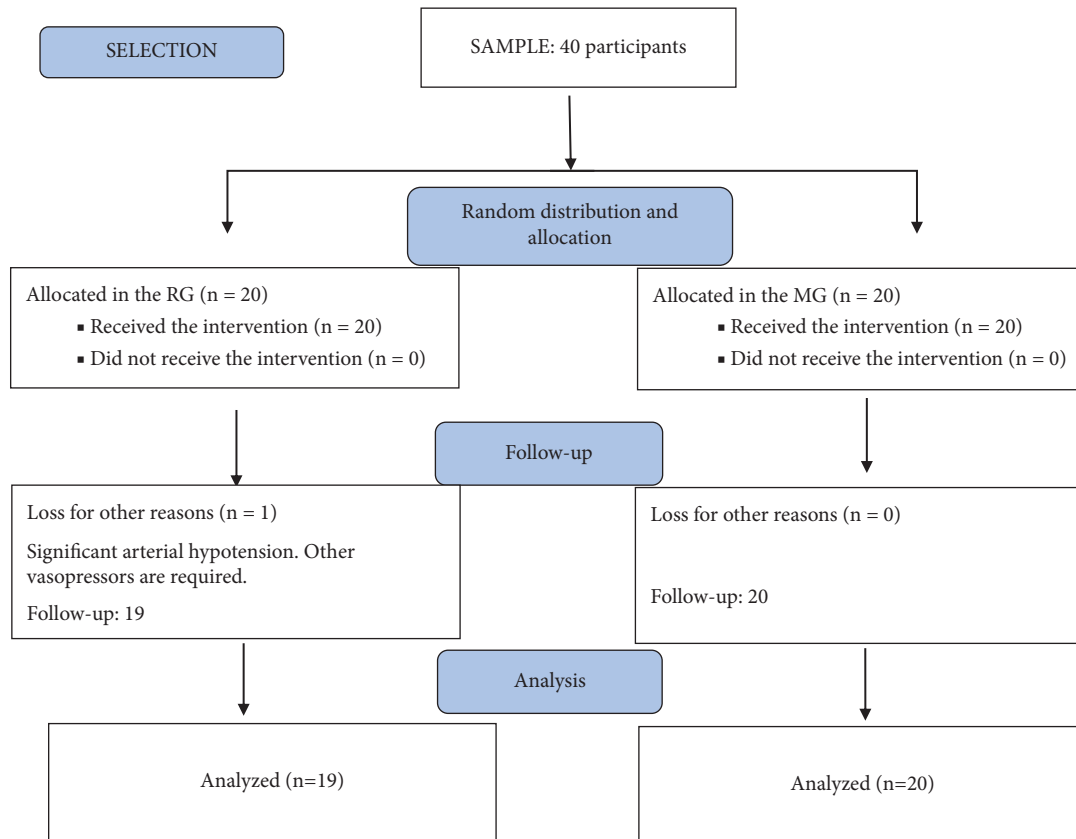 SELECTION
SAMPLE: 40 participants
Random distribution and
allocation
Allocated in the RG (n = 20)
▪ Received the intervention (n = 20)
▪ Did not receive the intervention (n = 0)
Allocated in the MG (n = 20)
▪ Received the intervention (n = 20)
▪ Did not receive the intervention (n = 0)
Follow-up
Loss for other reasons (n = 1)
Significant arterial hypotension. Other
vasopressors are required.
Follow-up: 19
Loss for other reasons (n = 0)
Follow-up: 20
Analysis
Analyzed (n=19)
Analyzed (n=20)